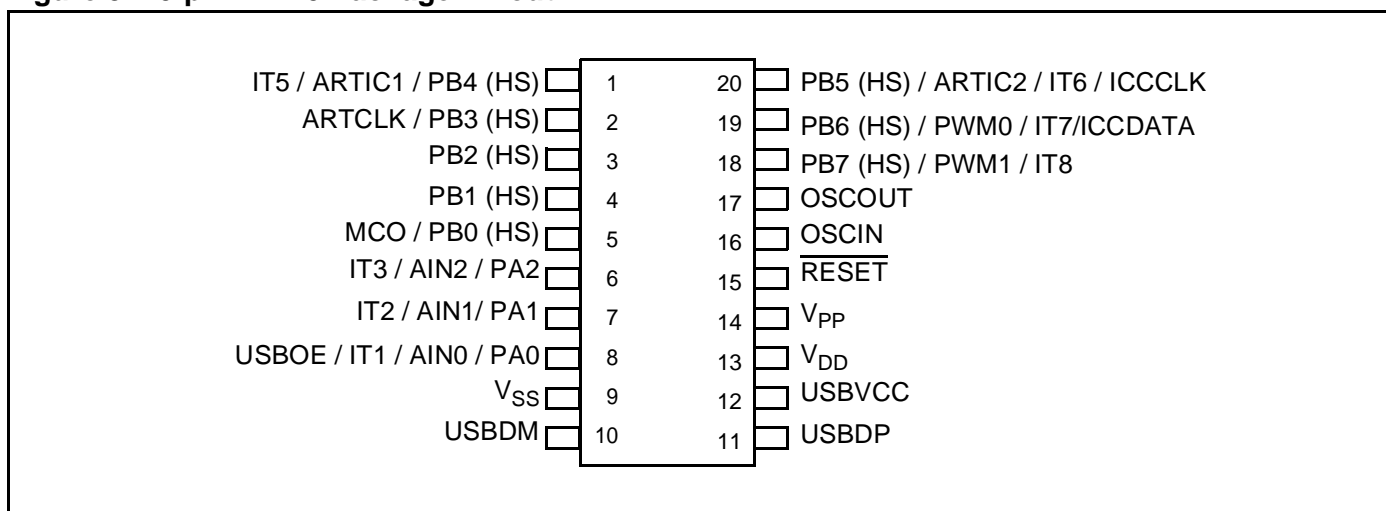 IT5 / ARTIC1 / PB4 (HS) 1 20 PB5 (HS) / ARTIC2 / IT6 / ICCCLK
ARTCLK / PB3 (HS) 2 19 PB6 (HS) / PWM0 / IT7/ICCDATA
PB2 (HS) 3 18 PB7 (HS) / PWM1 / IT8
PB1 (HS) 4 17 OSCOUT
MCO / PB0 (HS) 5 16 OSCIN
IT3 / AIN2 / PA2 6 15 RESET
IT2 / AIN1/ PA1 7 14 VPP
USBOE / IT1 / AIN0 / PA0 8 13 VDD
VSS 9 12 USBVCC
USBDM 10 11 USBDP